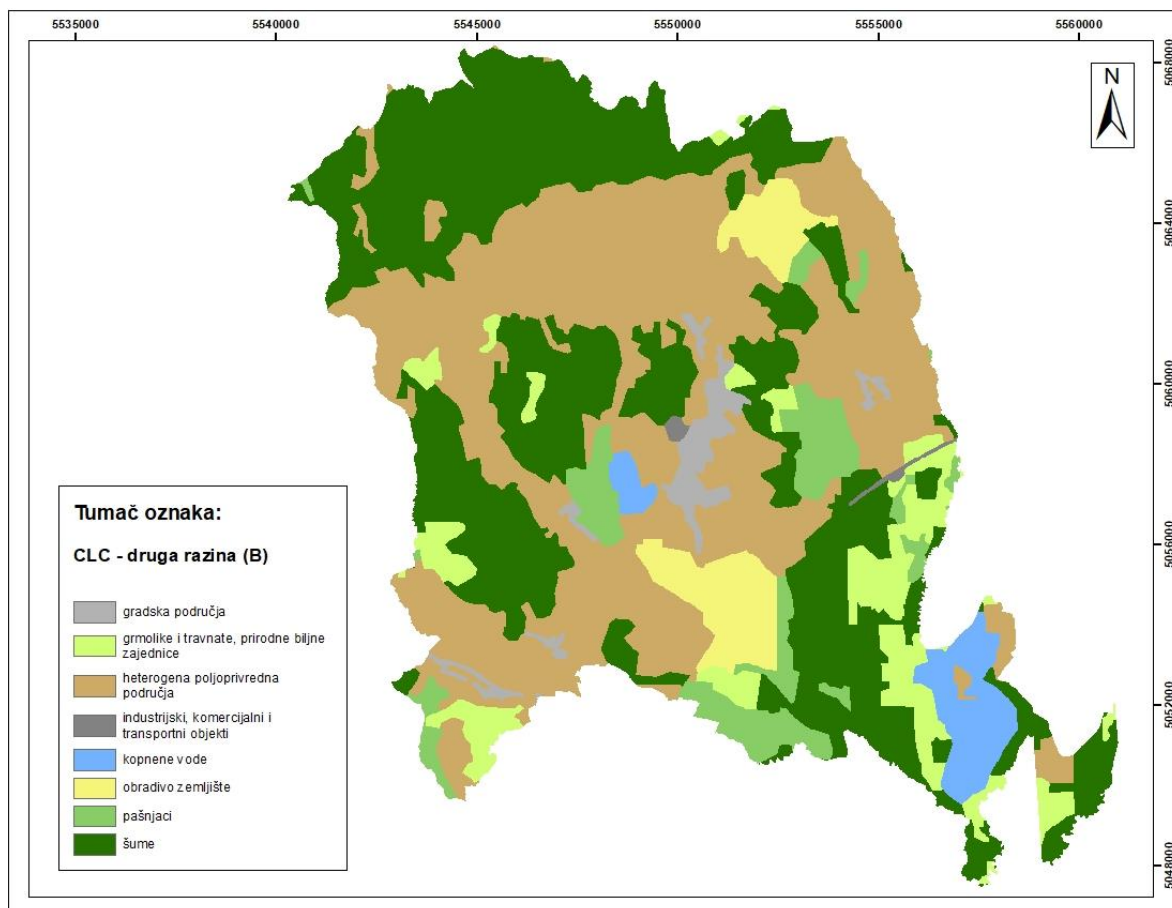 5535000 5540000 5545000 5550000 5555000 5560000
5068000
N
5064000
5060000
5056000
5052000
5048000
Tumač oznaka:
CLC - druga razina (B)
gradska područja
grmolike i travnate, prirodne biljne
zajednice
heterogena poljoprivredna
područja
industrijski, komercijalni i
transportni objekti
kopnene vode
obradivo zemljište
pašnjaci
šume